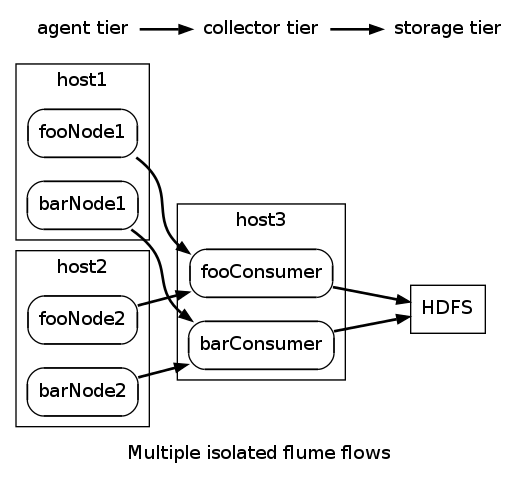 agent tier
collector tier
storage tier
host1
fooNode1
barNode1
host2
fooNode2
barNode2
host3
fooConsumer
barConsumer
HDFS
Multiple isolated flume flows